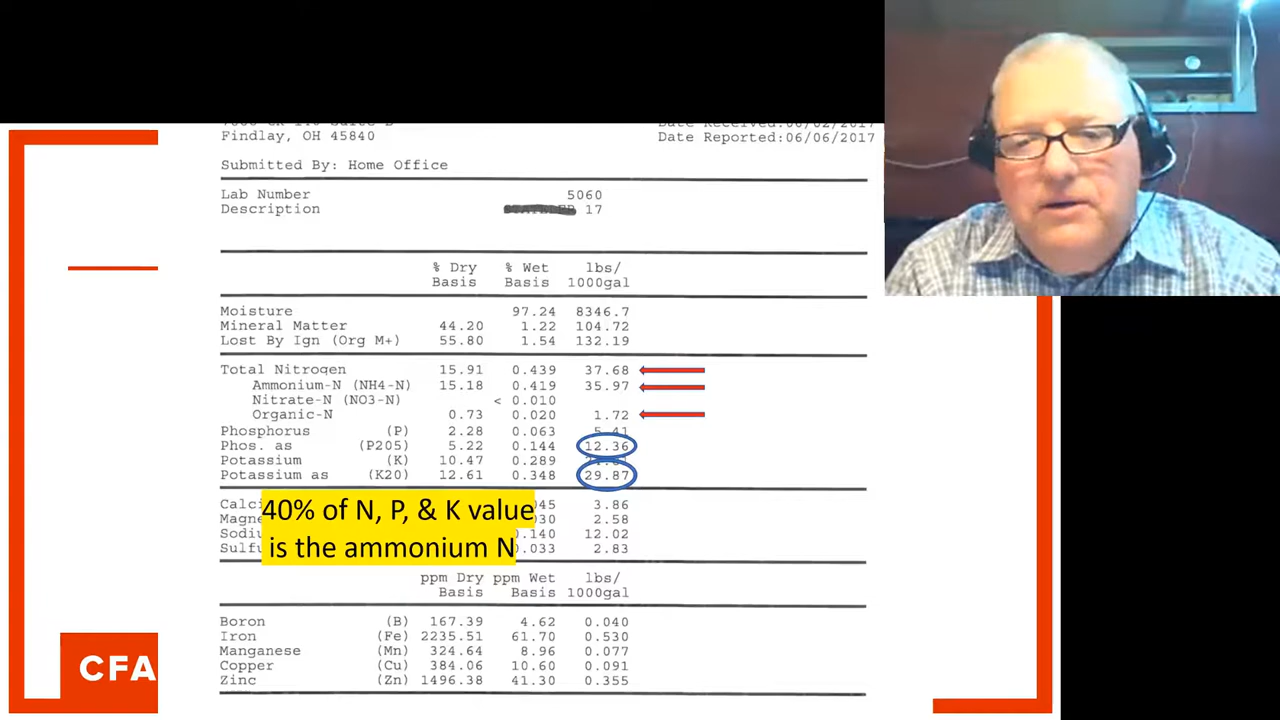 Findlay, OH 45840
Date Reported:06/06/2017
Submitted By: Home Office
Lab Number 5060
Description 17
% Dry % Wet lbs/
Basis Basis 1000gal
Moisture 97.24 8346.7
Mineral Matter 44.20 1.22 104.72
Lost By Ign (Org M+) 55.80 1.54 132.19
Total Nitrogen 15.91 0.439 37.68
Ammonium-N (NH4-N) 15.18 0.419 35.97
Nitrate-N (NO3-N) < 0.010
Organic-N 0.73 0.020 1.72
Phosphorus (P) 2.28 0.063 5.41
Phos. as (P205) 5.22 0.144 12.36
Potassium (K) 10.47 0.289
Potassium as (K20) 12.61 0.348 29.87
3.86
2.58
.140 12.02
0.033 2.83
40% of N, P, & K value
is the ammonium N
ppm Dry ppm Wet lbs/
Basis Basis 1000gal
Boron (B) 167.39 4.62 0.040
Iron (Fe) 2235.51 61.70 0.530
Manganese (Mn) 324.64 8.96 0.077
Copper (Cu) 384.06 10.60 0.091
Zinc (Zn) 1496.38 41.30 0.355
CFA